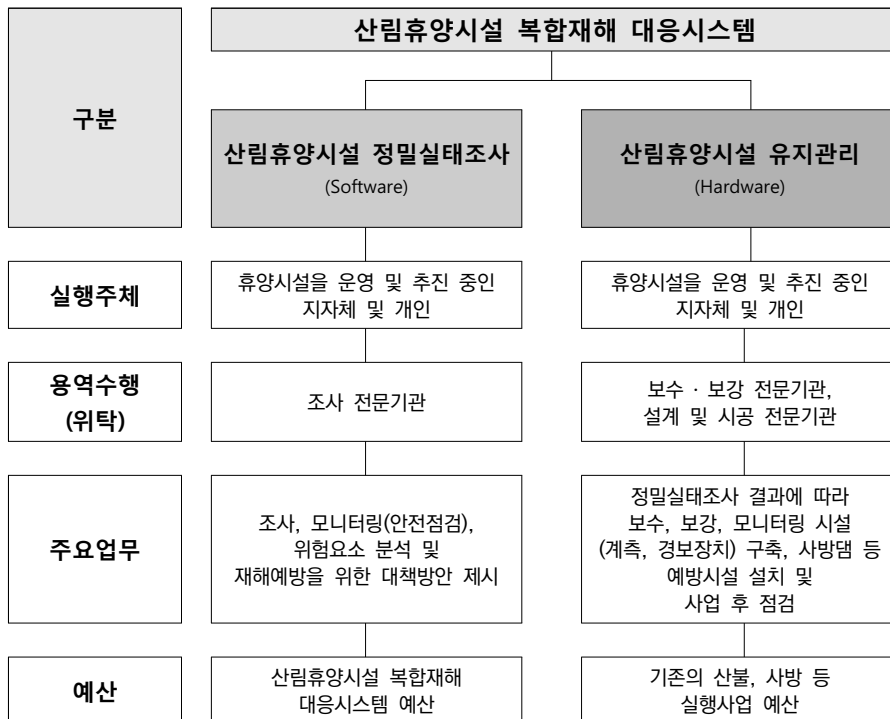 구분
산림휴양시설 복합재해 대응시스템
산림휴양시설 정밀실태조사
(Software)
산림휴양시설 유지관리
(Hardware)
실행주체
휴양시설을 운영 및 추진 중인
지자체 및 개인
휴양시설을 운영 및 추진 중인
지자체 및 개인
용역수행
(위탁)
조사 전문기관
보수 · 보강 전문기관,
설계 및 시공 전문기관
주요업무
조사, 모니터링(안전점검),
위험요소 분석 및
재해예방을 위한 대책방안 제시
정밀실태조사 결과에 따라
보수, 보강, 모니터링 시설
(계측, 경보장치) 구축, 사방댐 등
예방시설 설치 및
사업 후 점검
예산
산림휴양시설 복합재해
대응시스템 예산
기존의 산불, 사방 등
실행사업 예산